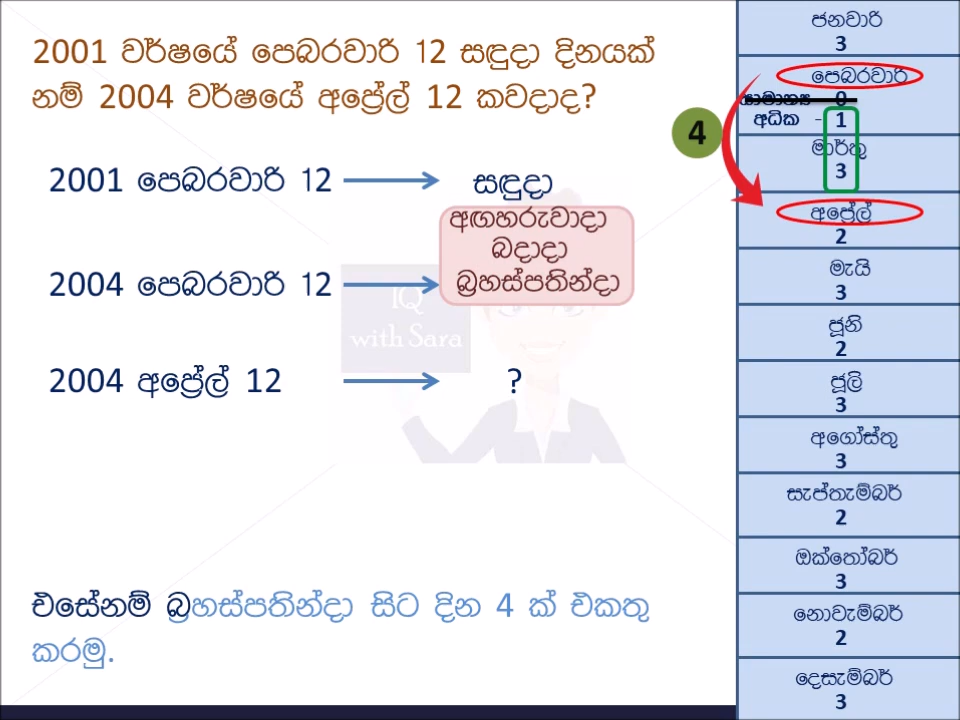 2001 වර්ෂයේ පෙබරවාරි 12 සඳුදා දිනයක්
නම් 2004 වර්ෂයේ අප්‍රේල් 12 කවදාද?
2001 පෙබරවාරි 12
සඳුදා
අඟහරුවාදා
බදාදා
2004 පෙබරවාරි 12
බ්‍රහස්පතින්දා
IQ
with Sara
2004 අප්‍රේල් 12
?
එසේනම් බ්‍රහස්පතින්දා සිට දින 4 ක් එකතු
කරමු.
4
ජනවාරි
3
පෙබරවාරි
සාමාන්‍ය 0
අධික - 1
මාර්තු
3
අප්‍රේල්
2
මැයි
3
ජූනි
2
ජූලි
3
අගෝස්තු
3
සැප්තැම්බර්
2
ඔක්තෝබර්
3
නොවැම්බර්
2
දෙසැම්බර්
3